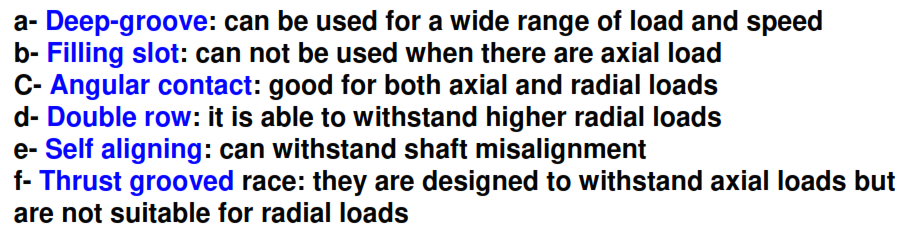 a- Deep-groove: can be used for a wide range of load and speed
b- Filling slot: can not be used when there are axial load
C- Angular contact: good for both axial and radial loads
d- Double row: it is able to withstand higher radial loads
e- Self aligning: can withstand shaft misalignment
f- Thrust grooved race: they are designed to withstand axial loads but
are not suitable for radial loads